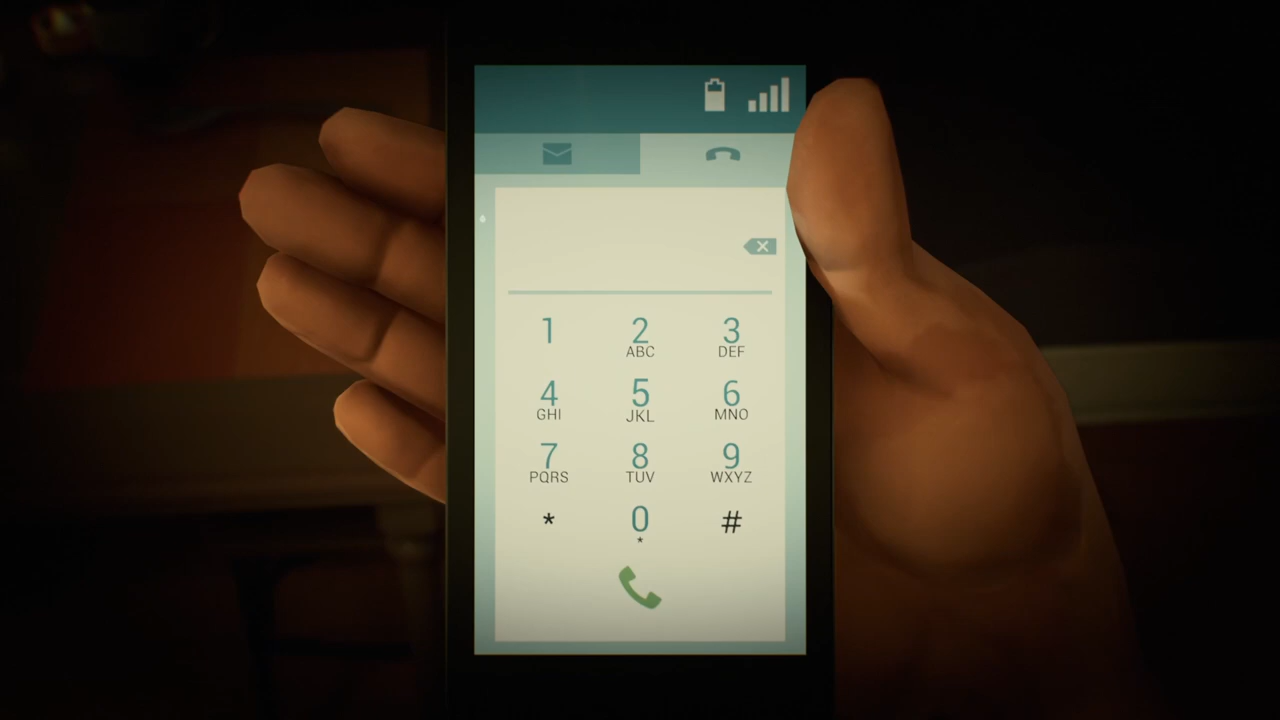 1 2 3
ABC DEF
4 5 6
GHI JKL MNO
7 8 9
PQRS TUV WXYZ
* 0 #
*